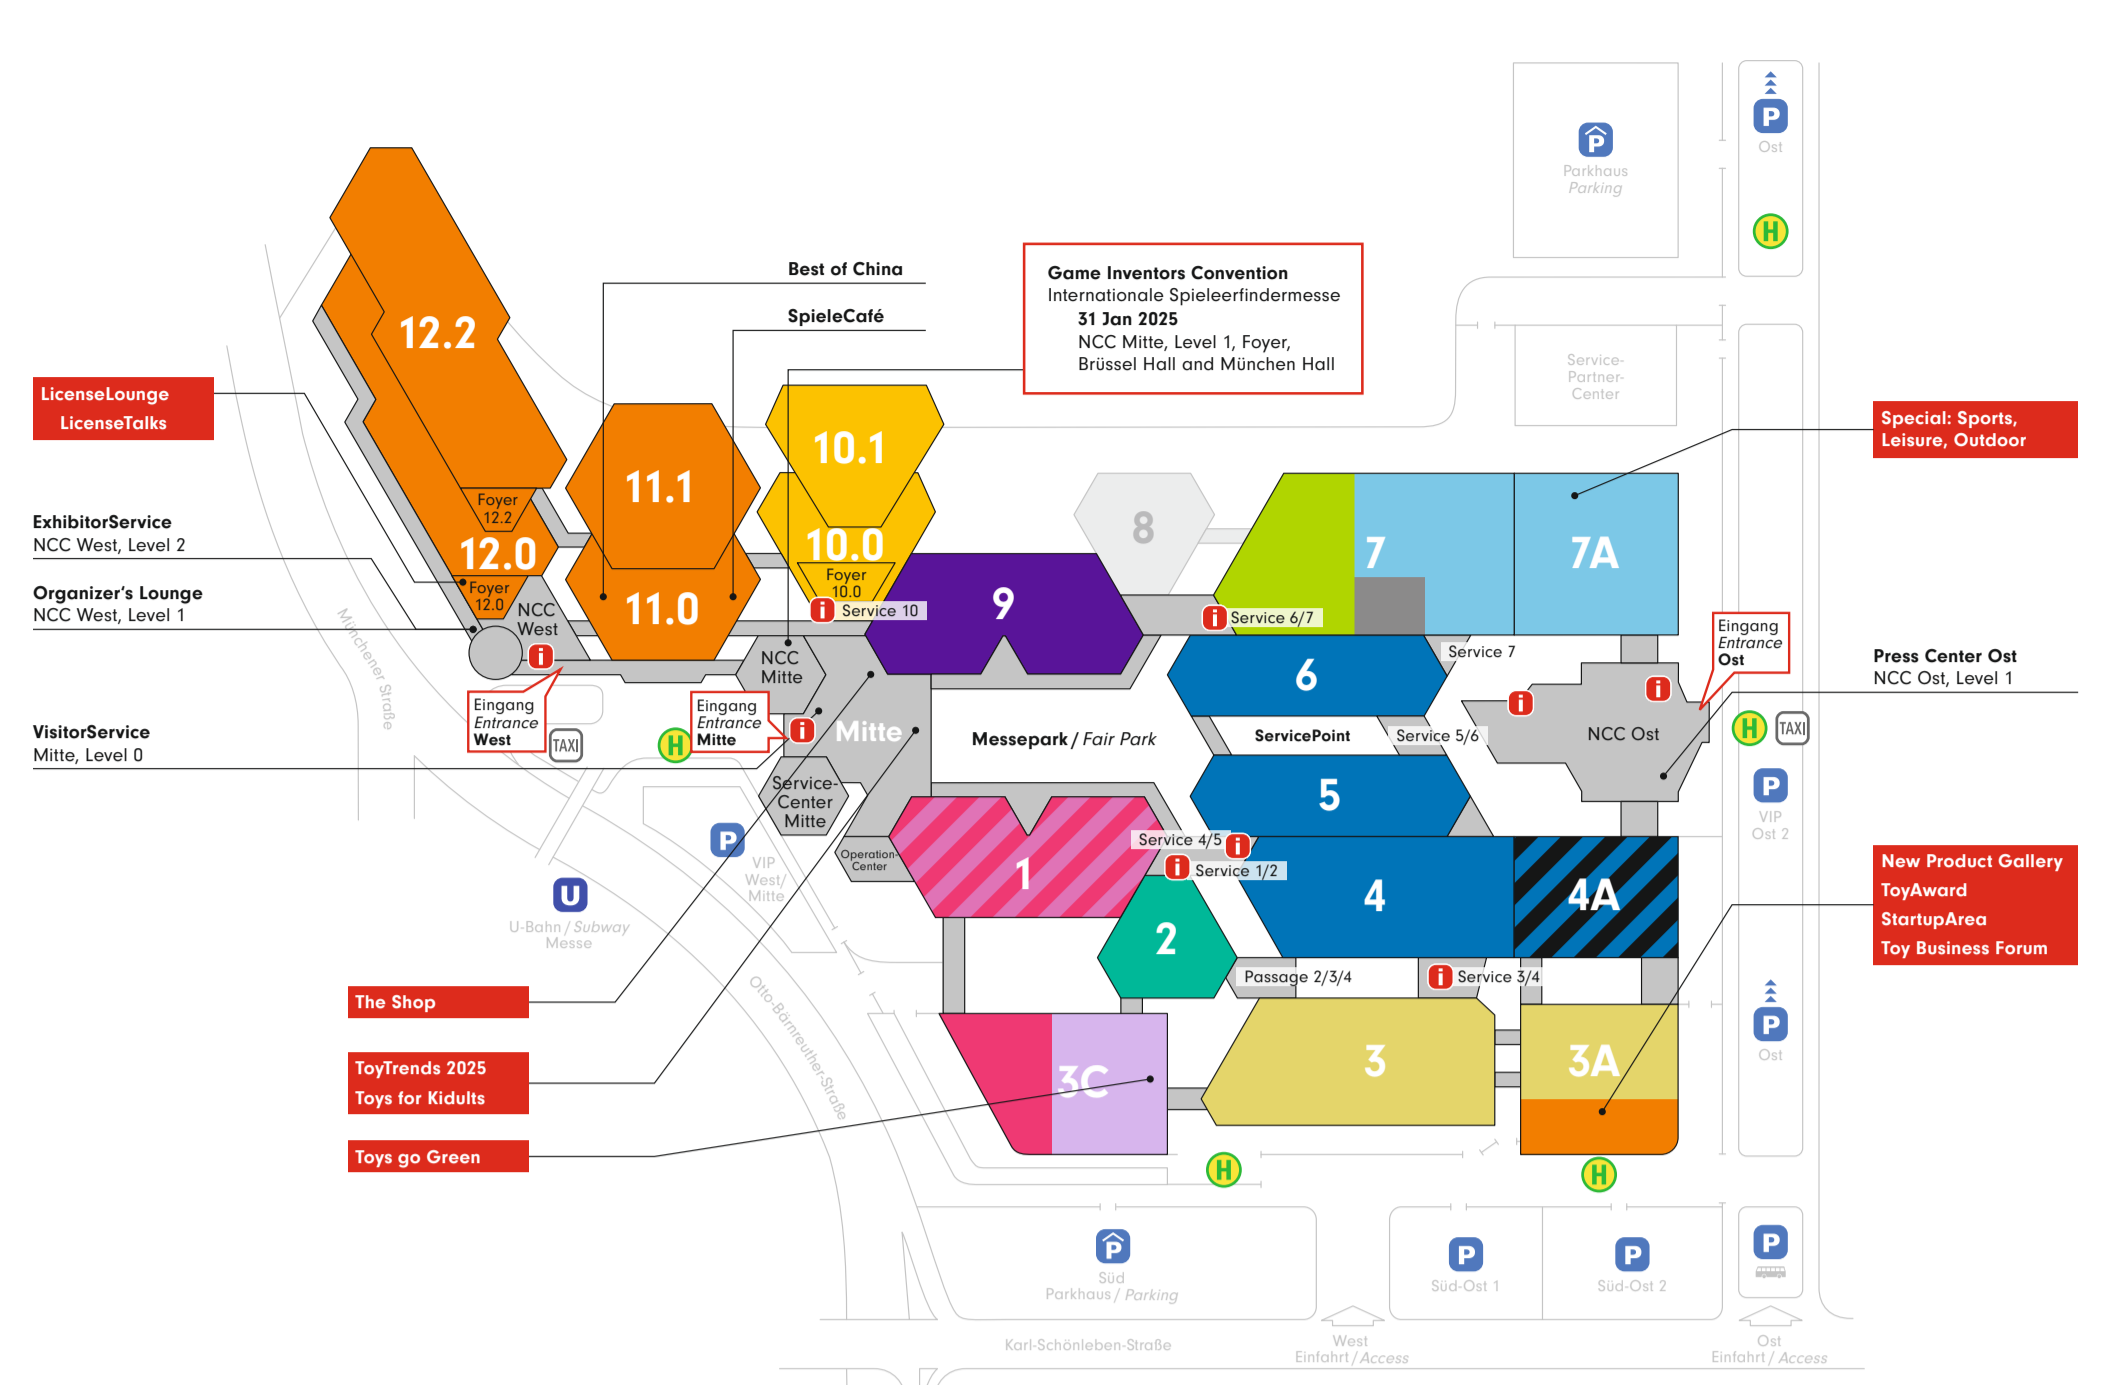 P
Ost
P
Parkhaus
Parking
H
Best of China
SpieleCafé
Game Inventors Convention
Internationale Spieleerfindermesse
31 Jan 2025
NCC Mitte, Level 1, Foyer,
Brüssel Hall and München Hall
Service-
Partner-
Center
12.2
LicenseLounge
LicenseTalks
Special: Sports,
Leisure, Outdoor
10.1
11.1
Foyer
12.2
8
ExhibitorService
NCC West, Level 2
12.0
10.0
7
7A
Foyer
10.0
Organizer's Lounge
NCC West, Level 1
Foyer
12.0
NCC
West
11.0
i
Service 10
9
i
Service 6/7
Münchener Straße
i
NCC
Mitte
6
Service 7
Eingang
Entrance
Ost
i
i
Press Center Ost
NCC Ost, Level 1
Eingang
Entrance
West
Eingang
Entrance
Mitte
i
Mitte
VisitorService
Mitte, Level 0
TAXI
H
Messepark / Fair Park
ServicePoint
Service 5/6
NCC Ost
H
TAXI
Service-
Center
Mitte
5
P
VIP
Ost 2
P
VIP
West/
Mitte
Operation-
Center
1
Service 4/5
i
i
Service 1/2
4
4A
New Product Gallery
ToyAward
StartupArea
Toy Business Forum
U
U-Bahn / Subway
Messe
2
Passage 2/3/4
i
Service 3/4
The Shop
Otto-Bärnreuther-Straße
P
Ost
ToyTrends 2025
Toys for Kidults
3C
3
3A
Toys go Green
H
H
P
Süd
Parkhaus / Parking
P
Süd-Ost 1
P
Süd-Ost 2
P
Karl-Schönleben-Straße
West
Einfahrt / Access
Ost
Einfahrt / Access